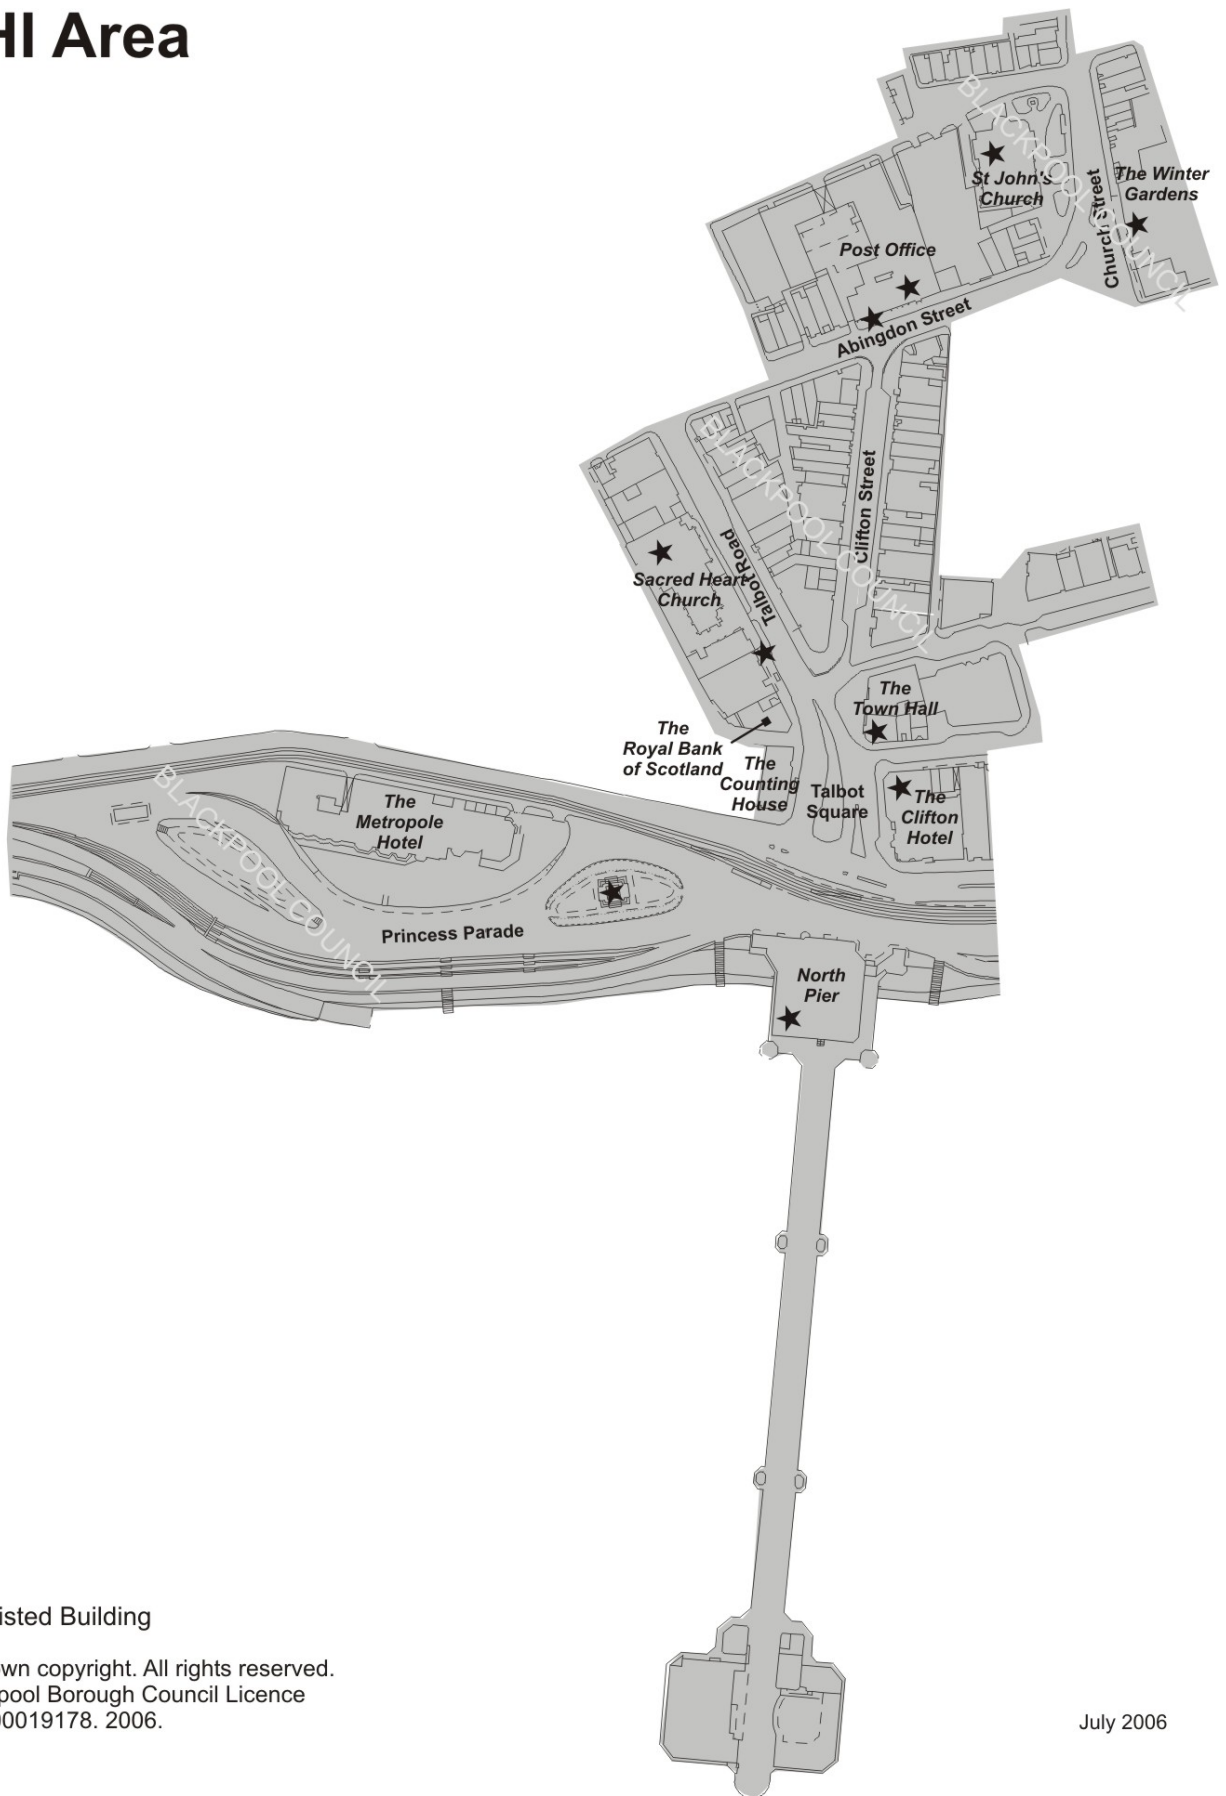 HI Area
St John's
Church
The Winter
Gardens
Church Street
Post Office
Abingdon Street
Clifton Street
Talbot Road
Sacred Heart
Church
The
Town Hall
The
Royal Bank
of Scotland
The
Counting
House
Talbot
Square
The
Clifton
Hotel
The
Metropole
Hotel
Princess Parade
North
Pier
BLACKPOOL COUNCIL
BLACKPOOL COUNCIL
BLACKPOOL COUNCIL
isted Building
wn copyright. All rights reserved.
pool Borough Council Licence
00019178. 2006.
July 2006